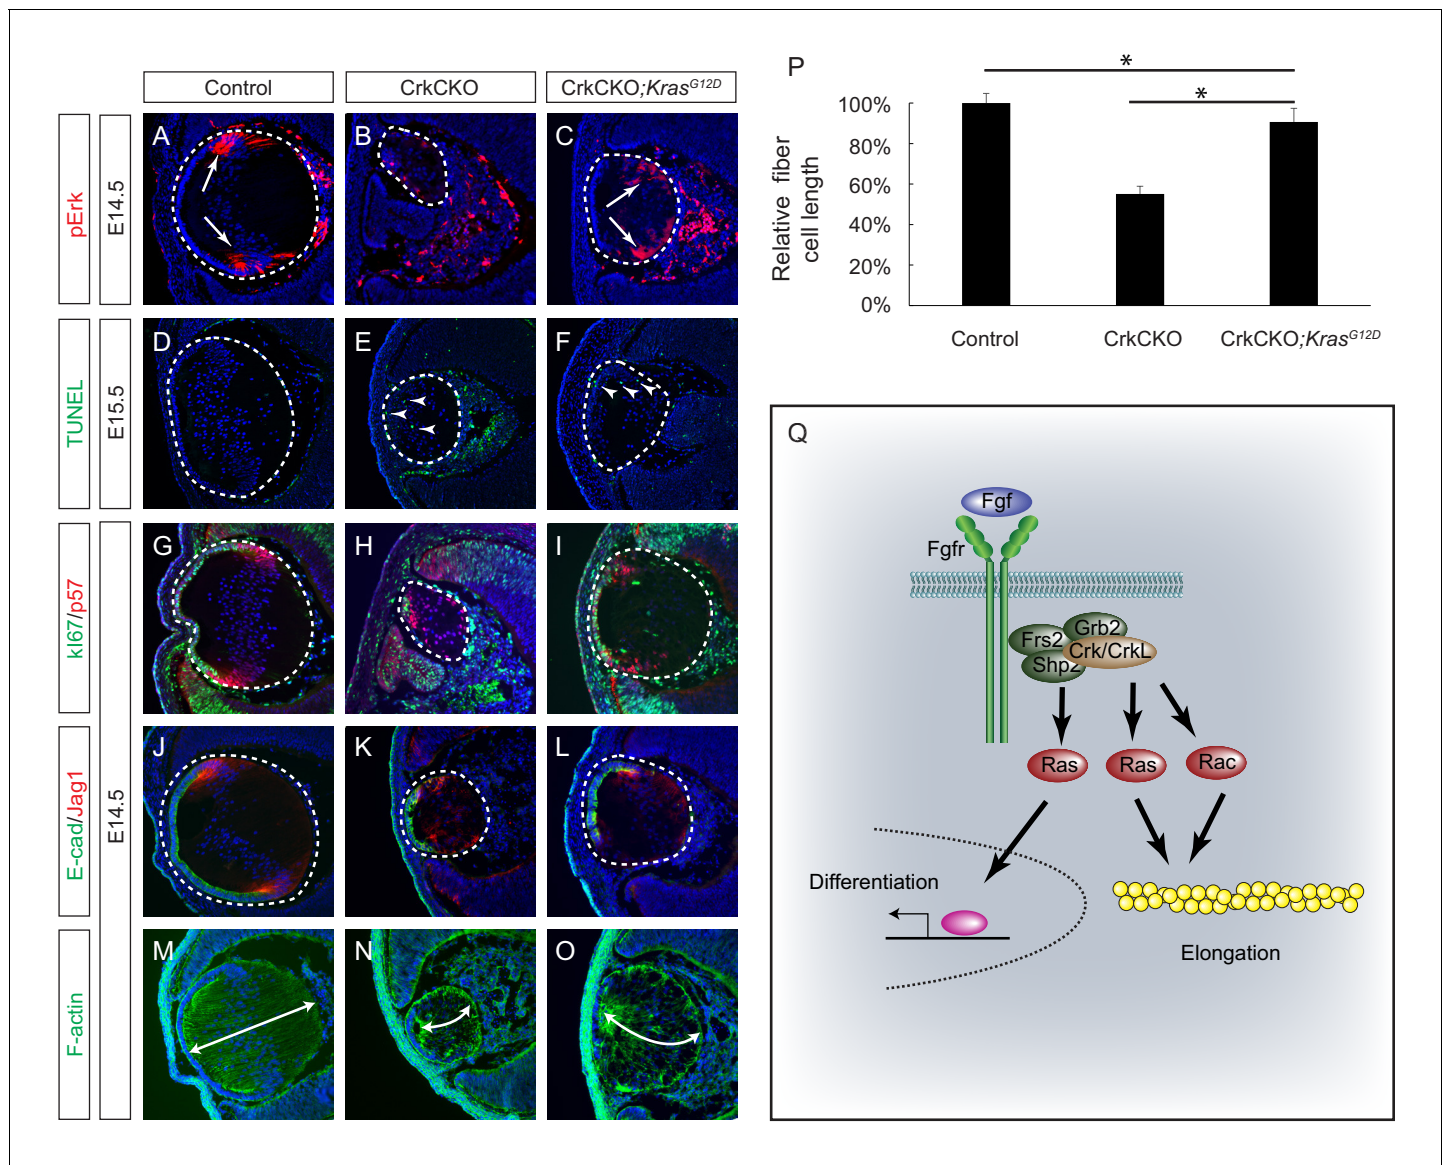 Control
CrkCKO
CrkCKO;KrasG12D
pErk
E14.5
A
B
C
TUNEL
E15.5
D
E
F
kI67/p57
E14.5
G
H
I
E-cad/Jag1
J
K
L
F-actin
M
N
O
P
*
*
Relative fiber
cell length
100%
80%
60%
40%
20%
0%
Control
CrkCKO
CrkCKO;KrasG12D
Q
Fgf
Fgfr
Frs2
Grb2
Shp2
Crk/CrkL
Ras
Ras
Rac
Differentiation
Elongation